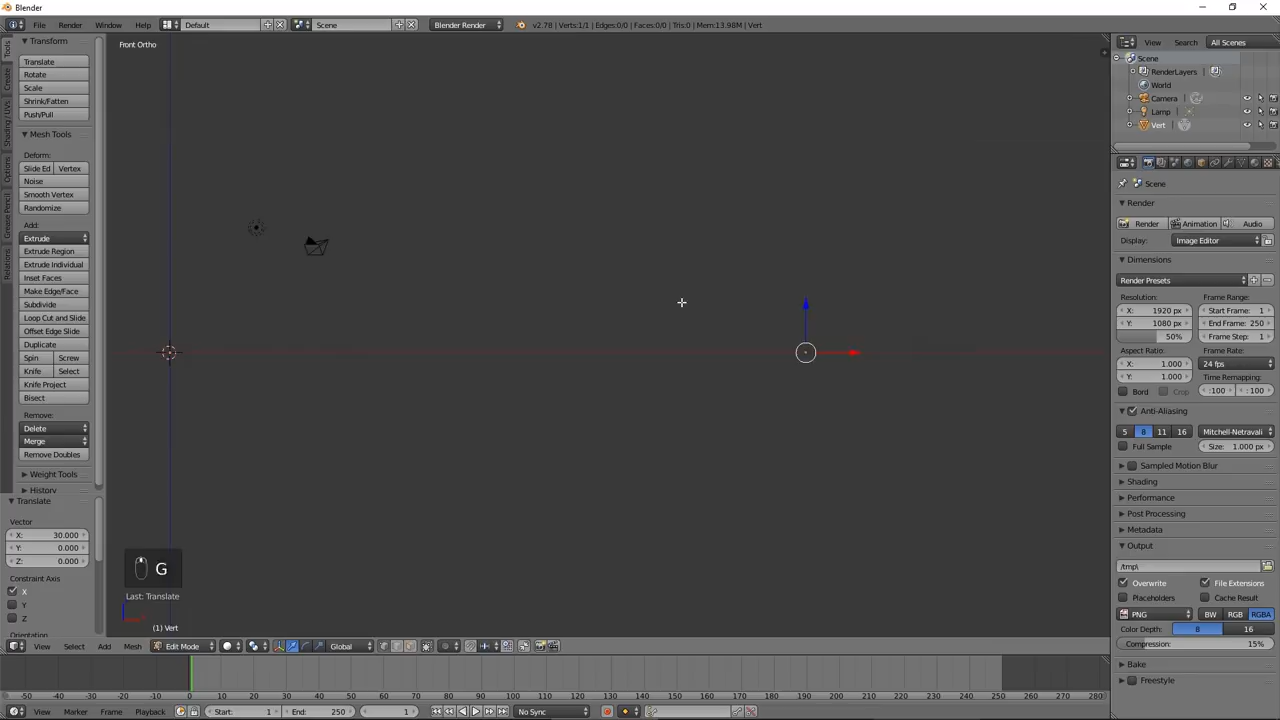 Blender
File Render Window Help Default Scene Blender Render v2.78 | Verts:1/1 | Edges:0/0 | Faces:0/0 | Tris:0 | Mem:13.98M | Vert View Search All Scenes
Front Ortho
Tools
Create
Shading / UVs
Options
Grease Pencil
Relations
Transform
Translate
Rotate
Scale
Shrink/Fatten
Push/Pull
Mesh Tools
Deform:
Slide Ed Vertex
Noise
Smooth Vertex
Randomize
Add:
Extrude
Extrude Region
Extrude Individual
Inset Faces
Make Edge/Face
Subdivide
Loop Cut and Slide
Offset Edge Slide
Duplicate
Spin Screw
Knife Select
Knife Project
Bisect
Remove:
Delete
Merge
Remove Doubles
Weight Tools
History
Translate
Vector
X: 30.000
Y: 0.000
Z: 0.000
Constraint Axis
X
Y
Z
Orientation
G
Last: Translate
(1) Vert
View Select Add Mesh Edit Mode Global
-50 -40 -30 -20 -10 0 10 20 30 40 50 60 70 80 90 100 110 120 130 140 150 160 170 180 190 200 210 220 230 240 250 260 270 280
View Marker Frame Playback Start: 1 End: 250 1 No Sync
Scene
RenderLayers
World
Camera
Lamp
Vert
Scene
Render
Render Animation Audio
Display: Image Editor
Dimensions
Render Presets
Resolution: Frame Range:
X: 1920 px Start Frame: 1
Y: 1080 px End Frame: 250
50% Frame Step: 1
Aspect Ratio: Frame Rate:
X: 1.000 24 fps
Y: 1.000 Time Remapping:
Bord Crop :100 : 100
Anti-Aliasing
5 8 11 16 Mitchell-Netravali
Full Sample Size: 1.000 px
Sampled Motion Blur
Shading
Performance
Post Processing
Metadata
Output
/tmp\
Overwrite File Extensions
Placeholders Cache Result
PNG BW RGB RGBA
Color Depth: 8 16
Compression: 15%
Bake
Freestyle